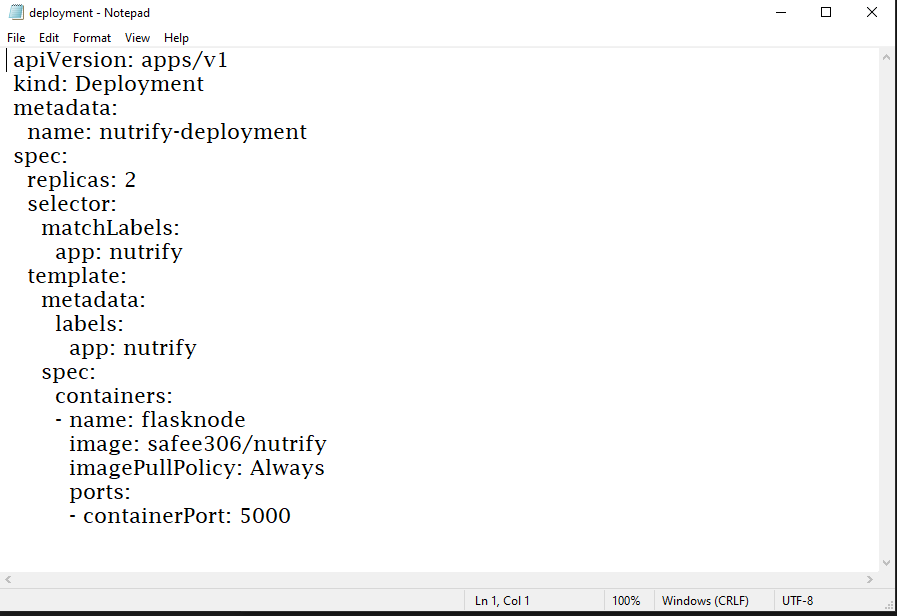 deployment - Notepad
File Edit Format View Help
apiVersion: apps/v1
kind: Deployment
metadata:
  name: nutrify-deployment
spec:
  replicas: 2
  selector:
    matchLabels:
      app: nutrify
  template:
    metadata:
      labels:
        app: nutrify
    spec:
      containers:
      - name: flasknode
        image: safee306/nutrify
        imagePullPolicy: Always
        ports:
        - containerPort: 5000
Ln 1, Col 1 100% Windows (CRLF) UTF-8